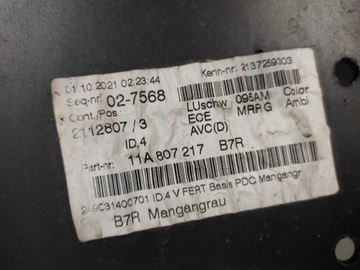 01.10.2021 02:23:44 Kenn-nr: 2137259303
Seq-nr. 02-7568 LUschw 095AM Color
Cont./Pos.: ECE MRRG Ambi
2112807 / 3 AVC(D)
ID.4
Part-nr: 11A 807 217 B7R
ID.4 V FERT Basis PDC Mangangr
B7R Mangangrau